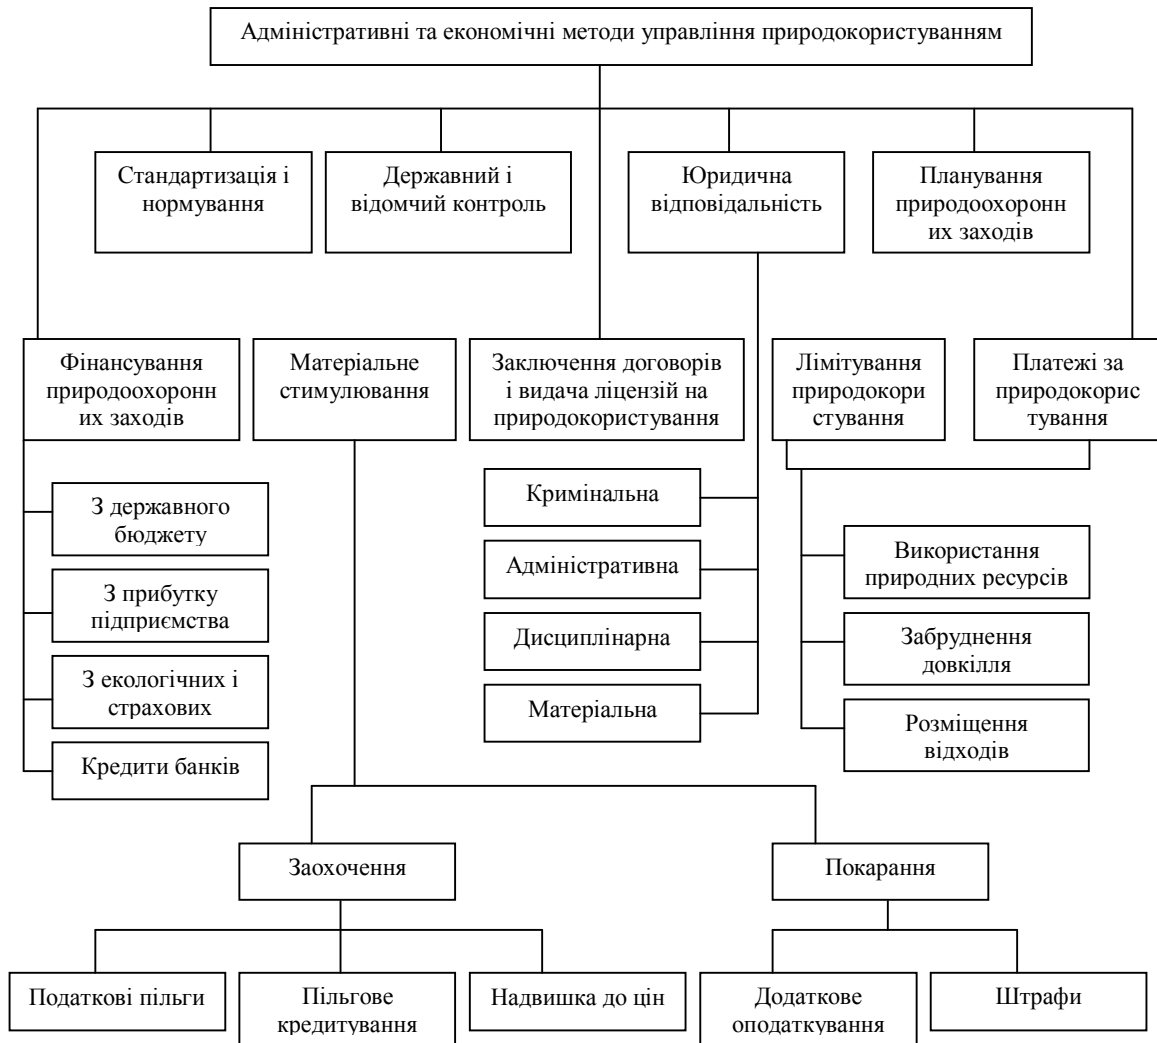 Адміністративні та економічні методи управління природокористуванням
Стандартизація і
нормування
Державний і
відомчий контроль
Юридична
відповідальність
Планування
природоохоронн
их заходів
Фінансування
природоохоронн
их заходів
Матеріальне
стимулювання
Заключення договорів
і видача ліцензій на
природокористування
Лімітування
природокори
стування
Платежі за
природокорис
тування
З державного
бюджету
З прибутку
підприємства
З екологічних і
страхових
Кредити банків
Кримінальна
Адміністративна
Дисциплінарна
Матеріальна
Використання
природних ресурсів
Забруднення
довкілля
Розміщення
відходів
Заохочення
Покарання
Податкові пільги
Пільгове
кредитування
Надвишка до цін
Додаткове
оподаткування
Штрафи